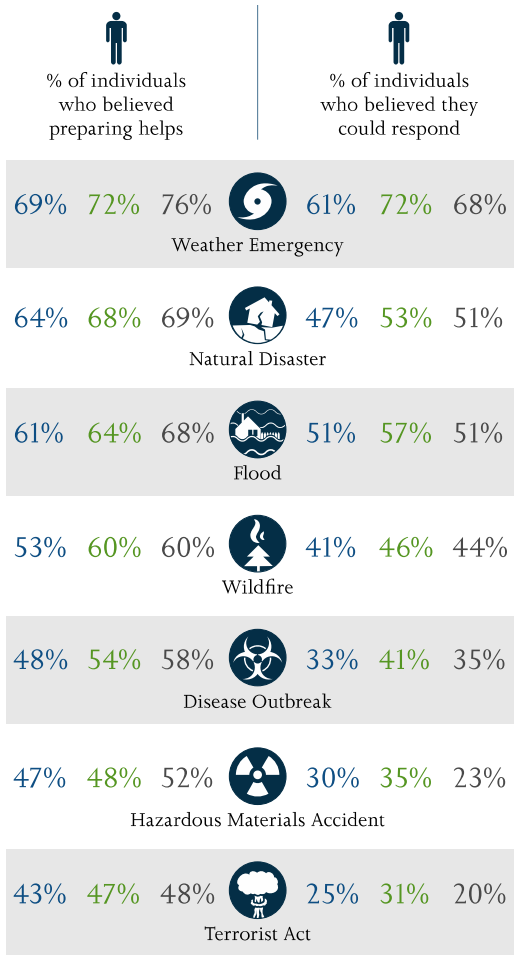 % of individuals
who believed
preparing helps
% of individuals
who believed they
could respond
69% 72% 76% 61% 72% 68%
Weather Emergency
64% 68% 69% 47% 53% 51%
Natural Disaster
61% 64% 68% 51% 57% 51%
Flood
53% 60% 60% 41% 46% 44%
Wildfire
48% 54% 58% 33% 41% 35%
Disease Outbreak
47% 48% 52% 30% 35% 23%
Hazardous Materials Accident
43% 47% 48% 25% 31% 20%
Terrorist Act